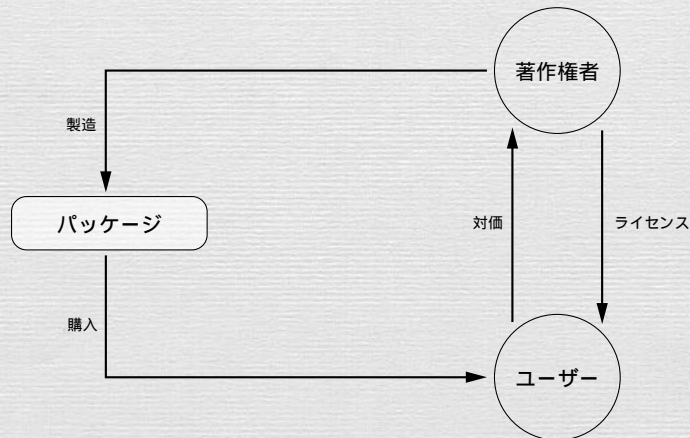 著作権者
製造
パッケージ
対価
ライセンス
購入
ユーザー